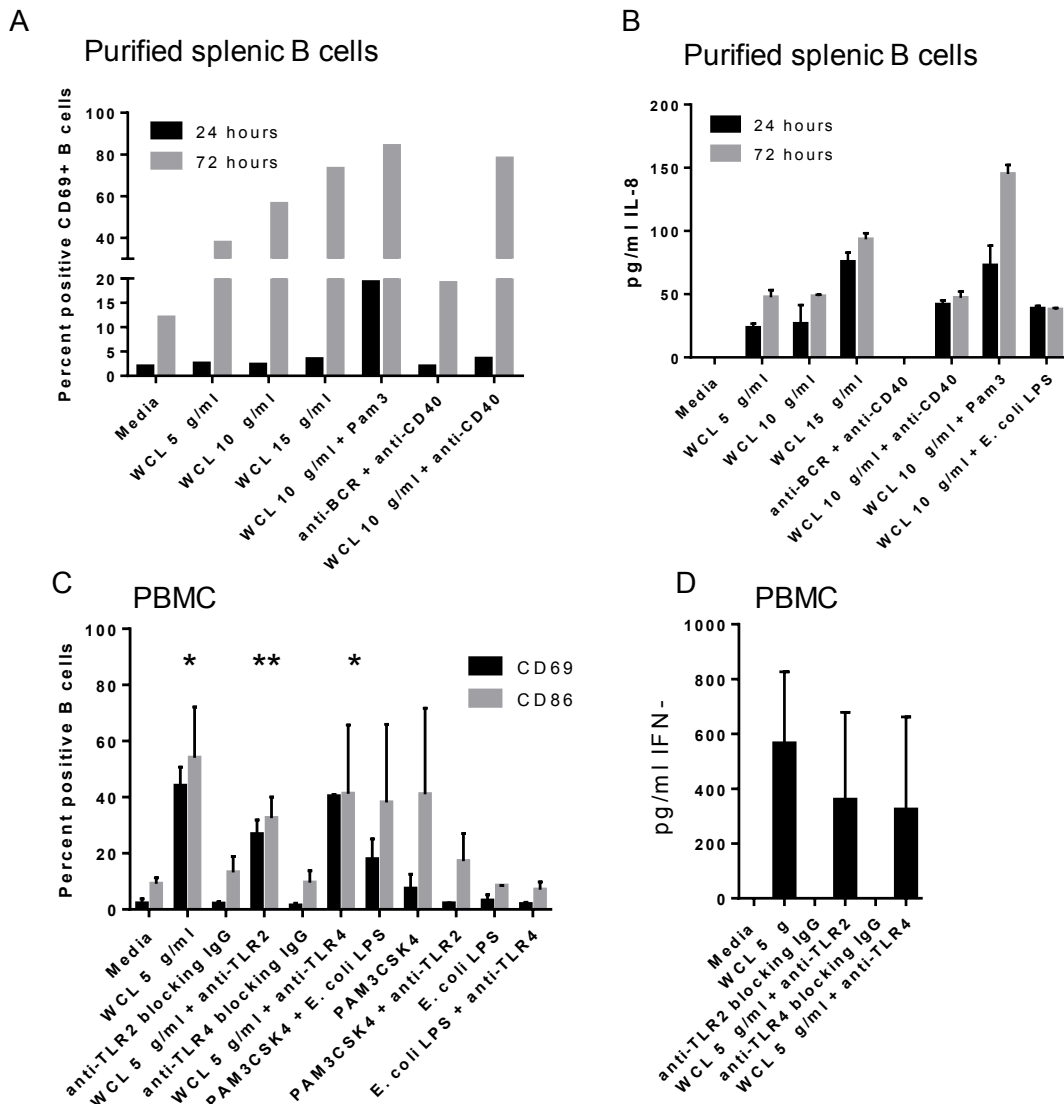 A
Purified splenic B cells
Percent positive CD69+ B cells
100
80
60
40
20
15
10
5
0
24 hours
72 hours
Media
WCL 5 g/ml
WCL 10 g/ml
WCL 15 g/ml
WCL 10 g/ml + Pam3
anti-BCR + anti-CD40
WCL 10 g/ml + anti-CD40
B
Purified splenic B cells
pg/ml IL-8
200
150
100
50
0
24 hours
72 hours
Media
WCL 5 g/ml
WCL 10 g/ml
WCL 15 g/ml
anti-BCR + anti-CD40
WCL 10 g/ml + anti-CD40
WCL 10 g/ml + Pam3
WCL 10 g/ml + E. coli LPS
C
PBMC
Percent positive B cells
100
80
60
40
20
0
* ** *
CD69
CD86
Media
WCL 5 g/ml
anti-TLR2 blocking IgG
WCL 5 g/ml + anti-TLR2
anti-TLR4 blocking IgG
WCL 5 g/ml + anti-TLR4
PAM3CSK4 + E. coli LPS
PAM3CSK4
PAM3CSK4 + anti-TLR2
E. coli LPS
E. coli LPS + anti-TLR4
D
PBMC
pg/ml IFN-
1000
800
600
400
200
0
Media
WCL 5 g
anti-TLR2 blocking IgG
WCL 5 g/ml + anti-TLR2
anti-TLR4 blocking IgG
WCL 5 g/ml + anti-TLR4